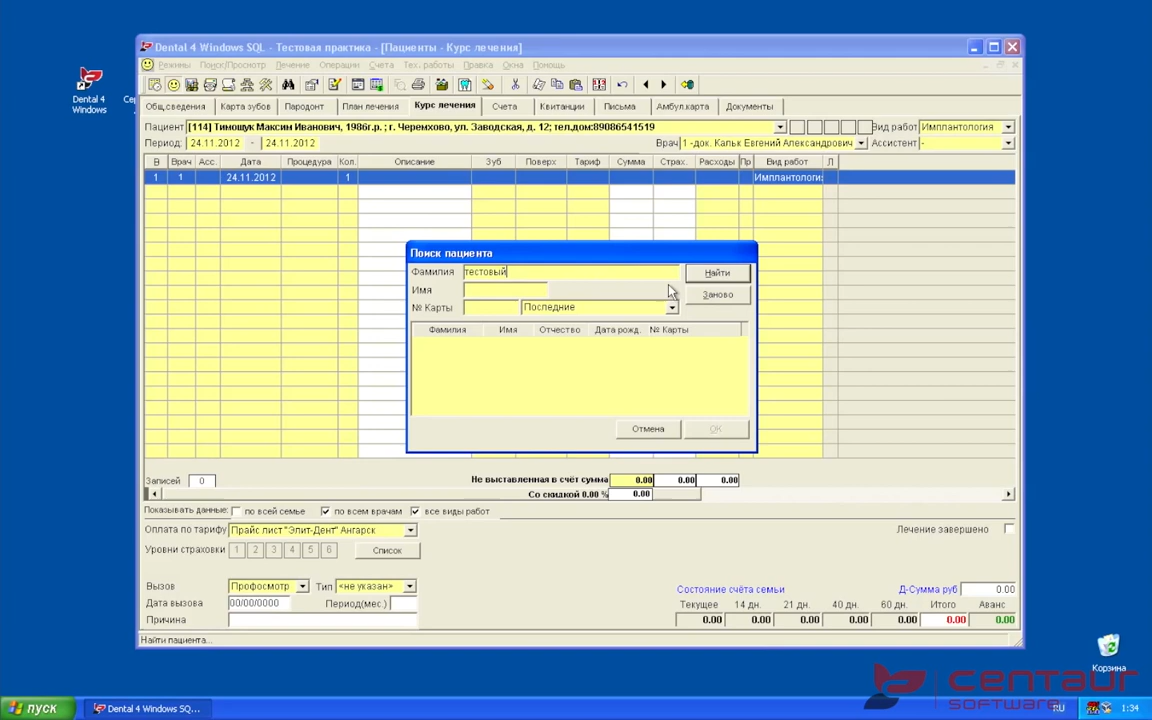 Dental 4 Windows SQL - Тестовая практика - [Пациенты - Курс лечения]
Режимы Поиск/Просмотр Лечение Операции Счета Тех. работы Правка Окна Помощь
Dental 4
Windows
Общ.сведения Карта зубов Пародонт План лечения Курс лечения Счета Квитанции Письма Амбул.карта Документы
Пациент [114] Тимощук Максим Иванович, 1986г.р. ; г. Черемхово, ул. Заводская, д. 12; тел.дом:89086541519 Вид работ Имплантология
Период: 24.11.2012 - 24.11.2012 Врач 1 -док. Кальк Евгений Александрович Ассистент -
В Врач Асс. Дата Процедура Кол. Описание Зуб Поверх Тариф Сумма Страх. Расходы Пр Вид работ Л
1 1 24.11.2012 1 Имплантологи
Поиск пациента
Фамилия тестовый Найти
Имя Заново
№ Карты Последние
Фамилия Имя Отчество Дата рожд. № Карты
Отмена ОК
Записей 0 Не выставленная в счёт сумма 0.00 0.00 0.00
Со скидкой 0.00 % 0.00
Показывать данные: по всей семье по всем врачам все виды работ
Оплата по тарифу Прайс лист "Элит-Дент" Ангарск Лечение завершено
Уровни страховки 1 2 3 4 5 6 Список
Вызов Профосмотр Тип <не указан> Состояние счёта семьи Д-Сумма руб 0.00
Дата вызова 00/00/0000 Период(мес.) Текущее 14 дн. 21 дн. 40 дн. 60 дн. Итого Аванс
Причина 0.00 0.00 0.00 0.00 0.00 0.00 0.00
Найти пациента...
Корзина
centaur
SOFTWARE
пуск Dental 4 Windows SQ... RU 1:34